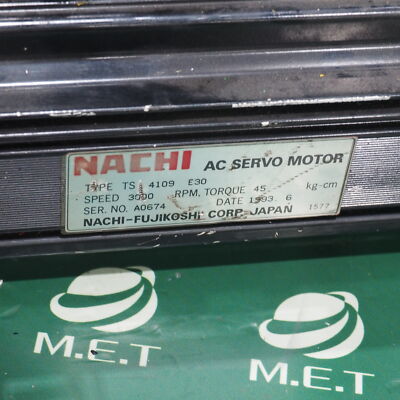 NACHI AC SERVO MOTOR
TYPE TS 4109 E30
SPEED 3000 RPM. TORQUE 45 kg-cm
SER. NO. A0674 DATE 1993. 6
NACHI-FUJIKOSHI CORP. JAPAN 1577
M.E.T
M.E.T